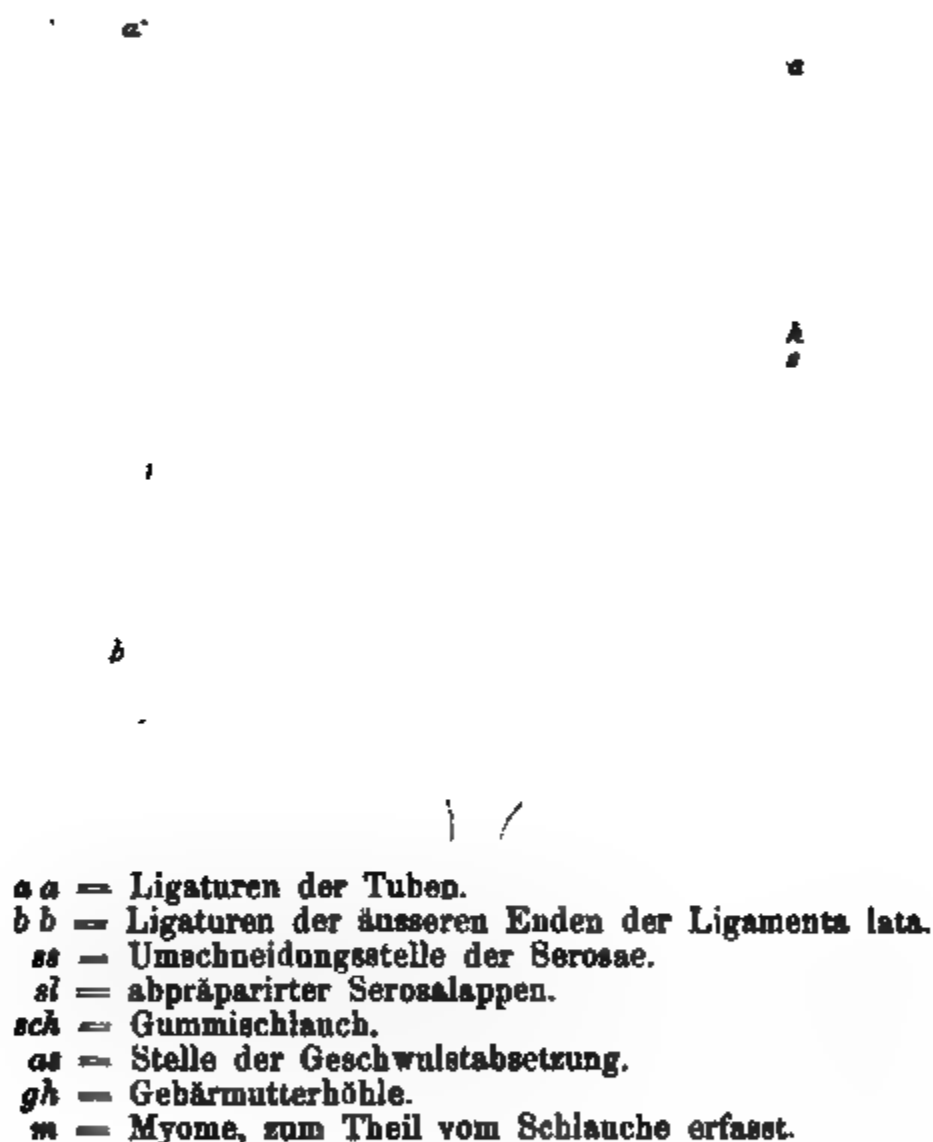 a
a
h
s
b
a a = Ligaturen der Tuben.
b b = Ligaturen der äusseren Enden der Ligamenta lata.
ss = Umschneidungsstelle der Serosae.
sl = abpräparirter Serosalappen.
sch = Gummischlauch.
as = Stelle der Geschwulstabsetzung.
gh = Gebärmutterhöhle.
m = Myome, zum Theil vom Schlauche erfasst.